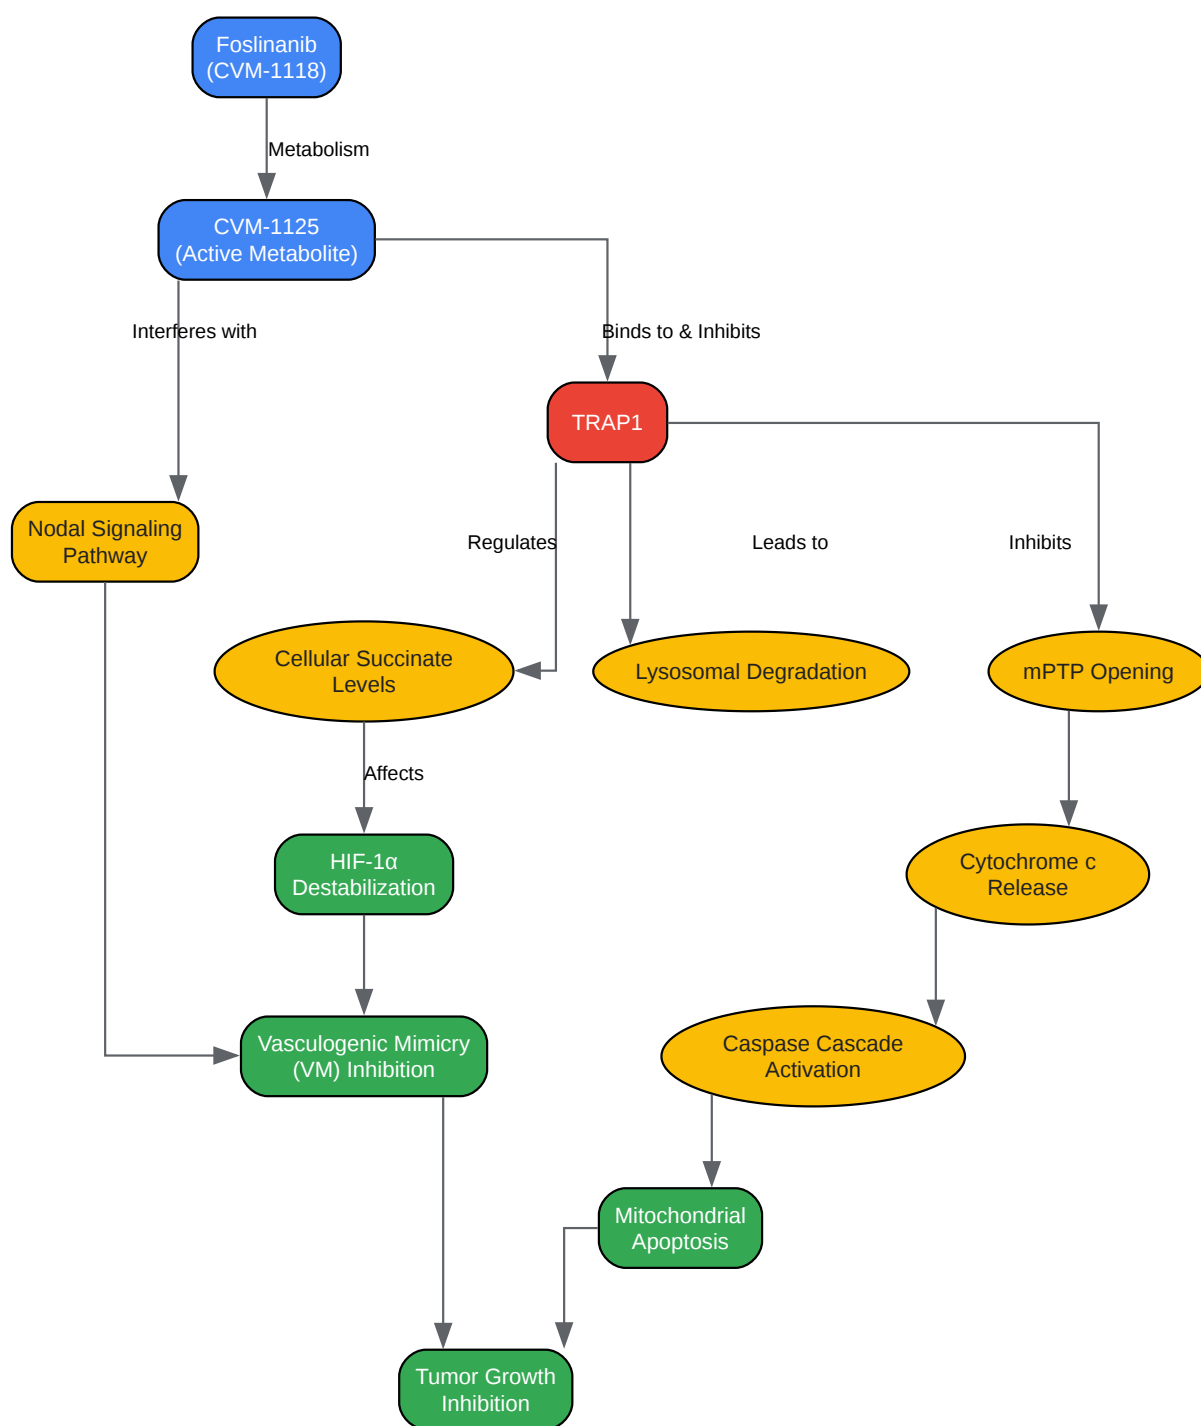 Foslinanib
(CVM-1118)
Metabolism
CVM-1125
(Active Metabolite)
Interferes with
Binds to & Inhibits
TRAP1
Nodal Signaling
Pathway
Regulates
Leads to
Inhibits
Cellular Succinate
Levels
Lysosomal Degradation
mPTP Opening
Affects
HIF-1α
Destabilization
Cytochrome c
Release
Vasculogenic Mimicry
(VM) Inhibition
Caspase Cascade
Activation
Mitochondrial
Apoptosis
Tumor Growth
Inhibition